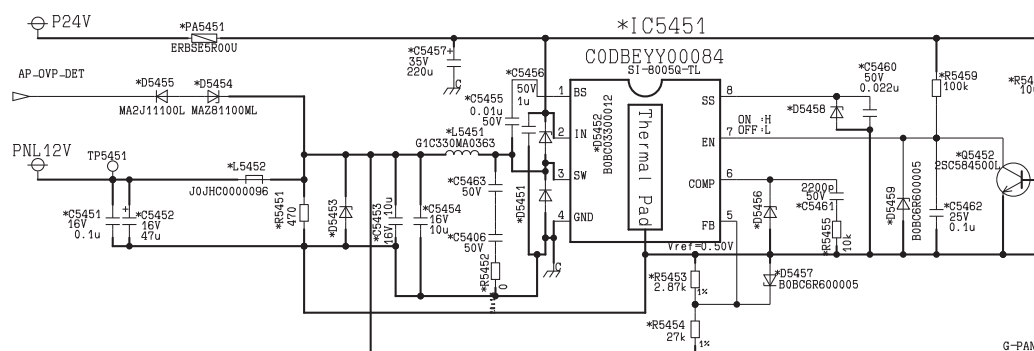 P24V
*PA5451
ERBSE5R00U
*IC5451
C0DBEYY00084
SI-8005Q-TL
*C5457+
35V
220u
AP-OVP-DET
*D5455
*D5454
MA2J11100L
MAZ81100ML
*C5456
50V
1u
*C5455
0.01u
50V
1
BS
2
IN
3
SW
4
GND
8
SS
7
EN
6
COMP
5
FB
Thermal Pad
Vref=0.50V
*D5452
B0BC03300012
*D5458
*C5460
50V
0.022u
ON :H
OFF:L
*R5459
100k
*R54
*Q5452
2SC584500L
PNL12V
TP5451
*L5452
J0JHC0000096
*L5451
G1C330MA0363
*C5451
16V
0.1u
+
*C5452
16V
47u
*R5451
470
*D5453
*C5453
16V 10u
*C5454
16V
10u
*C5463
50V
*C5406
50V
*R5452
0
*D5451
*D5456
2200p
50V
*C5461
*R5455
10k
*D5459
B0BC6R600005
*C5462
25V
0.1u
*R5453
2.87k
1%
*D5457
B0BC6R600005
*R5454
27k
1%
G-PAN